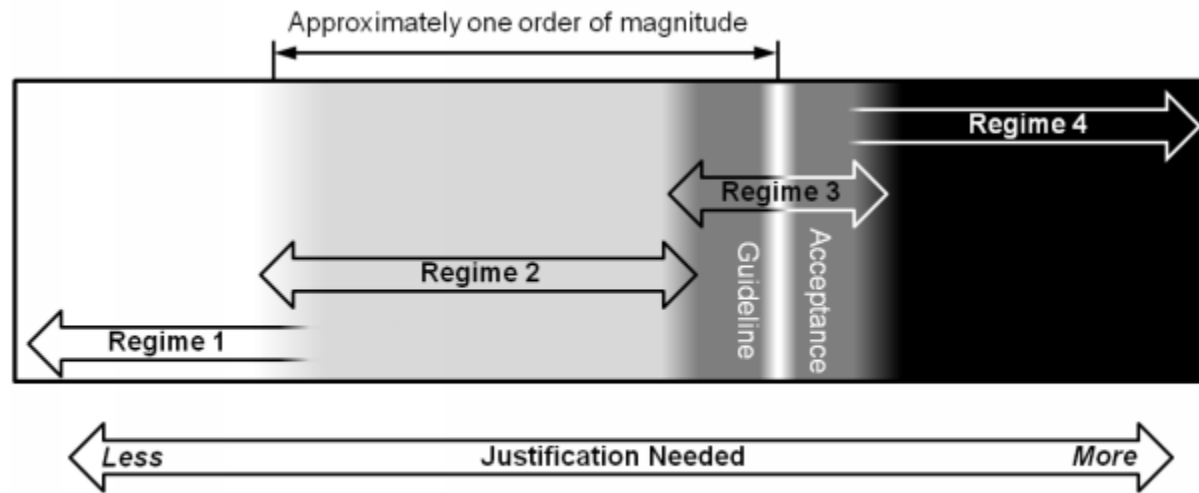 Approximately one order of magnitude
Regime 4
Regime 3
Regime 2
Acceptance
Guideline
Regime 1
Less Justification Needed More